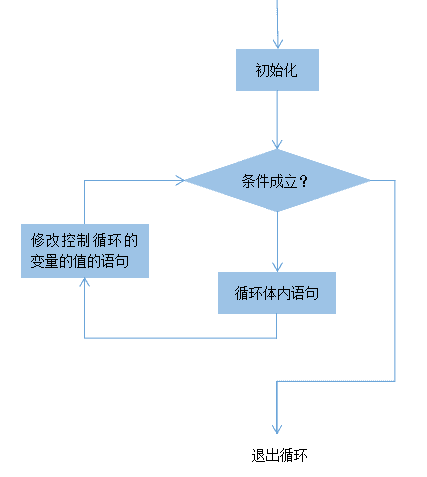 初始化
条件成立？
修改控制循环的
变量的值的语句
循环体内语句
退出循环